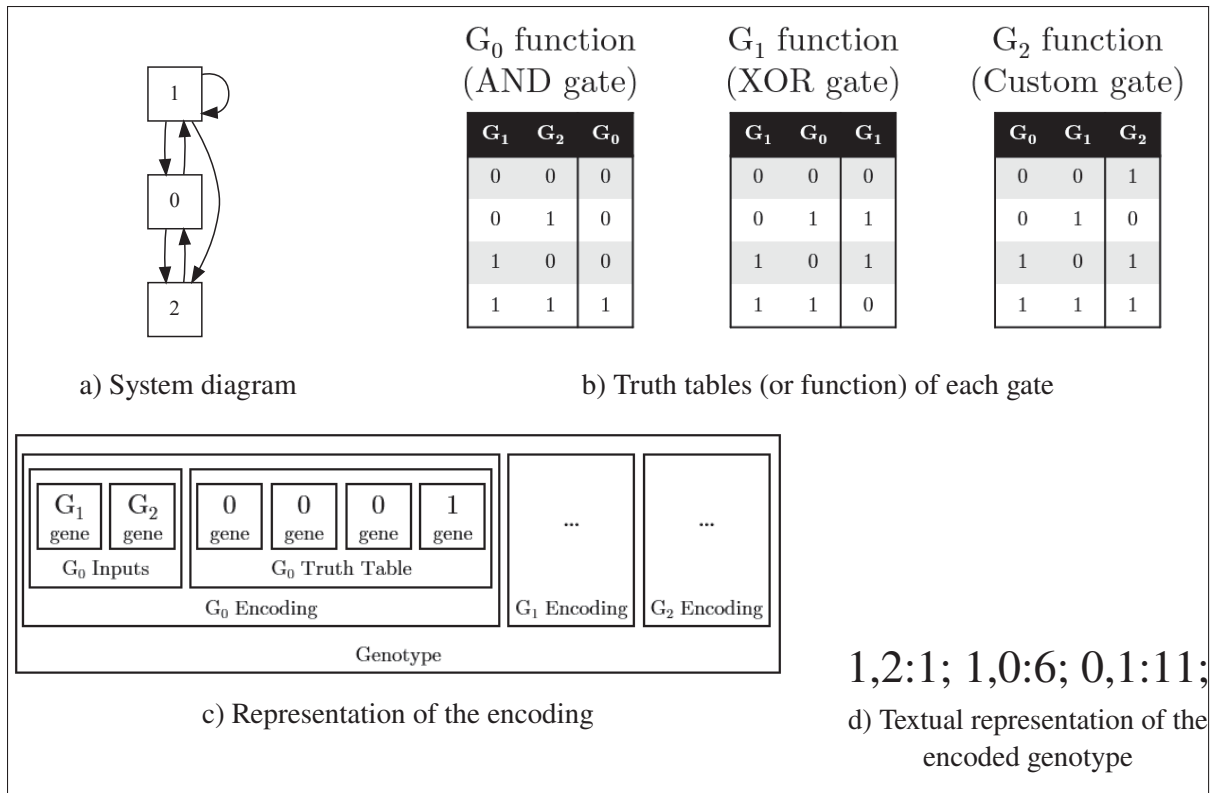 1
0
2
a) System diagram
G₀ function
(AND gate)
G₁ G₂ G₀
0 0 0
0 1 0
1 0 0
1 1 1
G₁ function
(XOR gate)
G₁ G₀ G₁
0 0 0
0 1 1
1 0 1
1 1 0
G₂ function
(Custom gate)
G₀ G₁ G₂
0 0 1
0 1 0
1 0 1
1 1 1
b) Truth tables (or function) of each gate
G₁ G₂ 0 0 0 1
gene gene gene gene gene gene
G₀ Inputs G₀ Truth Table
G₀ Encoding
...
G₁ Encoding
...
G₂ Encoding
Genotype
c) Representation of the encoding
1,2:1; 1,0:6; 0,1:11;
d) Textual representation of the
encoded genotype